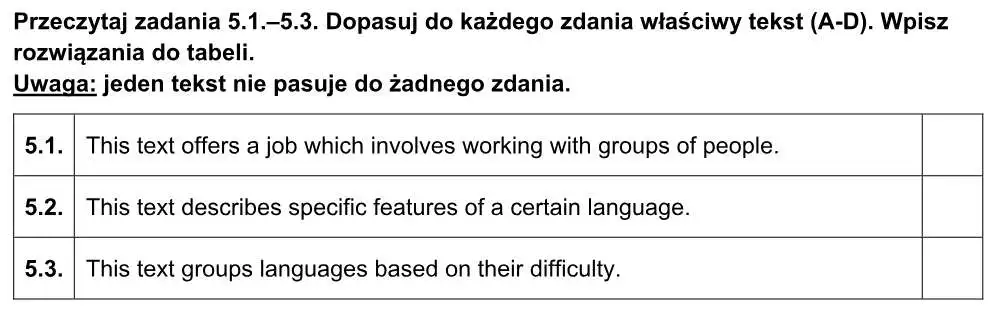 Przeczytaj zadania 5.1.–5.3. Dopasuj do każdego zdania właściwy tekst (A-D). Wpisz
rozwiązania do tabeli.
Uwaga: jeden tekst nie pasuje do żadnego zdania.
5.1. This text offers a job which involves working with groups of people.
5.2. This text describes specific features of a certain language.
5.3. This text groups languages based on their difficulty.